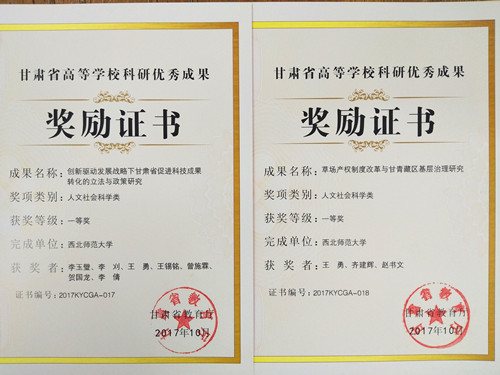 甘肃省高等学校科研优秀成果
奖励证书
成果名称：创新驱动发展战略下甘肃省促进科技成果
转化的立法与政策研究
奖项类别：人文社会科学类
获奖等级：一等奖
完成单位：西北师范大学
获奖者：李玉璧、李刈、王勇、王锡铭、曾施霖、
贺国龙、李倩
证书编号：2017KYCGA-017
甘肃省教育厅
2017年10月
甘肃省高等学校科研优秀成果
奖励证书
成果名称：草场产权制度改革与甘青藏区基层治理研究
奖项类别：人文社会科学类
获奖等级：一等奖
完成单位：西北师范大学
获奖者：王勇、齐建辉、赵书文
证书编号：2017KYCGA-018
甘肃省教育厅
2017年10月